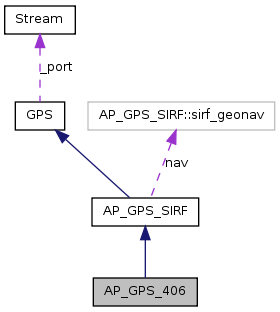 Stream
_port
GPS
AP_GPS_SIRF::sirf_geonav
nav
AP_GPS_SIRF
AP_GPS_406